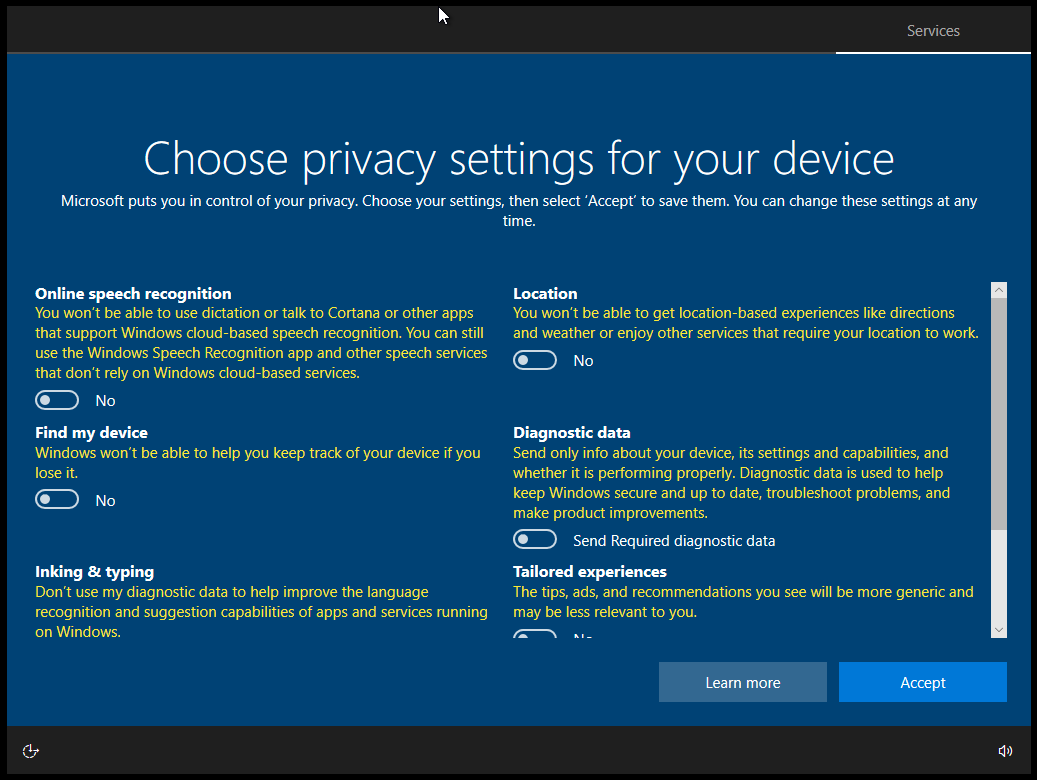 Services
Choose privacy settings for your device
Microsoft puts you in control of your privacy. Choose your settings, then select ‘Accept’ to save them. You can change these settings at any
time.
Online speech recognition
You won’t be able to use dictation or talk to Cortana or other apps
that support Windows cloud-based speech recognition. You can still
use the Windows Speech Recognition app and other speech services
that don’t rely on Windows cloud-based services.
No
Location
You won’t be able to get location-based experiences like directions
and weather or enjoy other services that require your location to work.
No
Find my device
Windows won’t be able to help you keep track of your device if you
lose it.
No
Diagnostic data
Send only info about your device, its settings and capabilities, and
whether it is performing properly. Diagnostic data is used to help
keep Windows secure and up to date, troubleshoot problems, and
make product improvements.
Send Required diagnostic data
Inking & typing
Don’t use my diagnostic data to help improve the language
recognition and suggestion capabilities of apps and services running
on Windows.
Tailored experiences
The tips, ads, and recommendations you see will be more generic and
may be less relevant to you.
No
Learn more
Accept